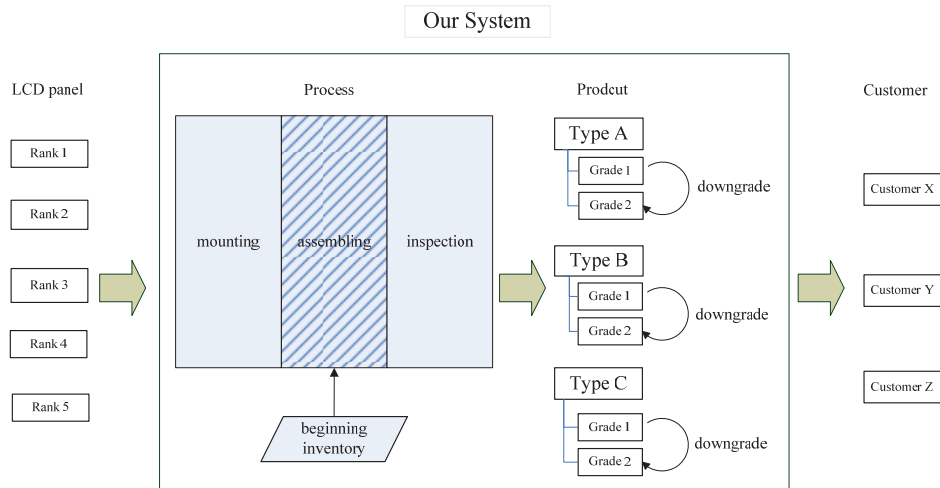 Our System
LCD panel
Rank 1
Rank 2
Rank 3
Rank 4
Rank 5
Process
mounting
assembling
inspection
beginning
inventory
Prodcut
Type A
Grade 1
Grade 2
downgrade
Type B
Grade 1
Grade 2
downgrade
Type C
Grade 1
Grade 2
downgrade
Customer
Customer X
Customer Y
Customer Z